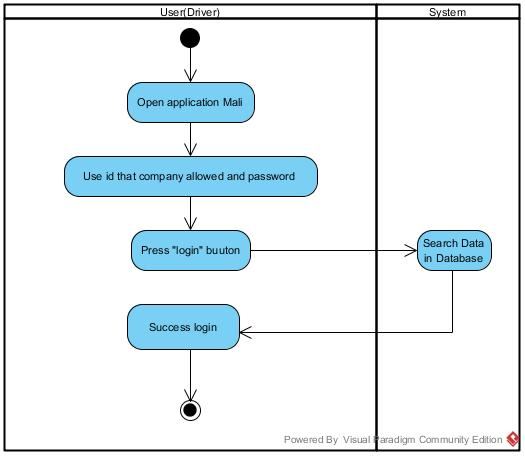 User(Driver)
System
Open application Mali
Use id that company allowed and password
Press "login" buuton
Search Data
in Database
Success login
Powered By Visual Paradigm Community Edition